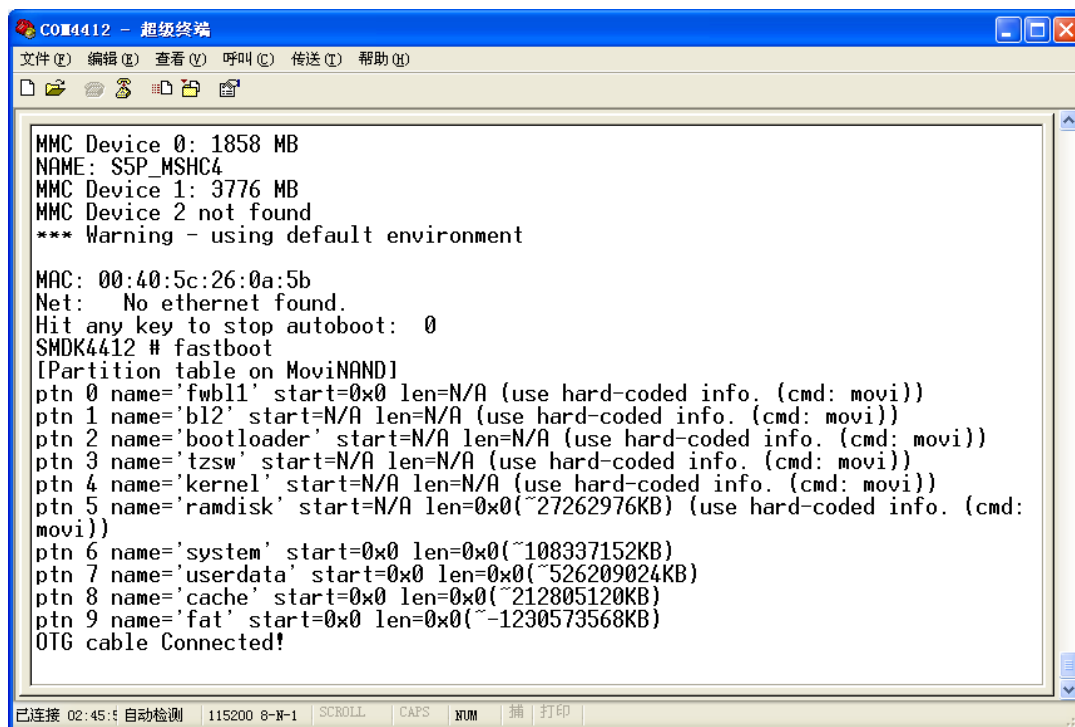 COM4412 - 超级终端
文件(F) 编辑(E) 查看(V) 呼叫(C) 传送(T) 帮助(H)
MMC Device 0: 1858 MB
NAME: S5P_MSHC4
MMC Device 1: 3776 MB
MMC Device 2 not found
*** Warning - using default environment
MAC: 00:40:5c:26:0a:5b
Net:   No ethernet found.
Hit any key to stop autoboot:  0
SMDK4412 # fastboot
[Partition table on MoviNAND]
ptn 0 name='fwbl1' start=0x0 len=N/A (use hard-coded info. (cmd: movi))
ptn 1 name='bl2' start=N/A len=N/A (use hard-coded info. (cmd: movi))
ptn 2 name='bootloader' start=N/A len=N/A (use hard-coded info. (cmd: movi))
ptn 3 name='tzsw' start=N/A len=N/A (use hard-coded info. (cmd: movi))
ptn 4 name='kernel' start=N/A len=N/A (use hard-coded info. (cmd: movi))
ptn 5 name='ramdisk' start=N/A len=0x0(~27262976KB) (use hard-coded info. (cmd:
movi))
ptn 6 name='system' start=0x0 len=0x0(~108337152KB)
ptn 7 name='userdata' start=0x0 len=0x0(~526209024KB)
ptn 8 name='cache' start=0x0 len=0x0(~212805120KB)
ptn 9 name='fat' start=0x0 len=0x0(~-1230573568KB)
OTG cable Connected!
已连接 02:45:5 自动检测 115200 8-N-1 SCROLL CAPS NUM 捕 打印